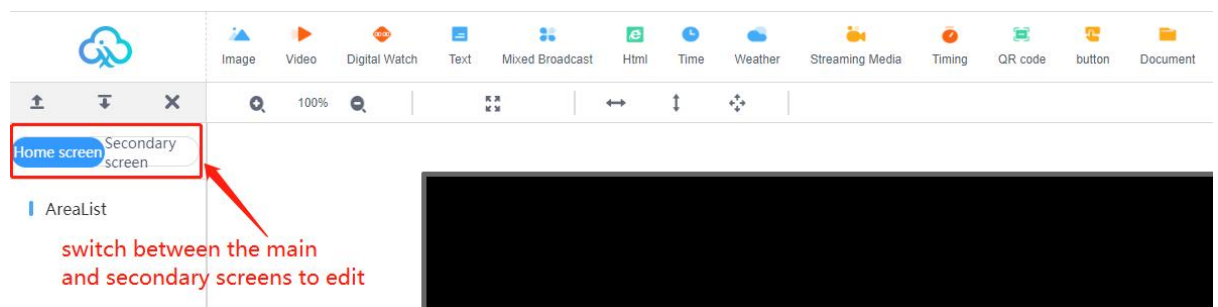 Image Video Digital Watch Text Mixed Broadcast Html Time Weather Streaming Media Timing QR code button Document
100%
Home screen Secondary
screen
AreaList
switch between the main
and secondary screens to edit